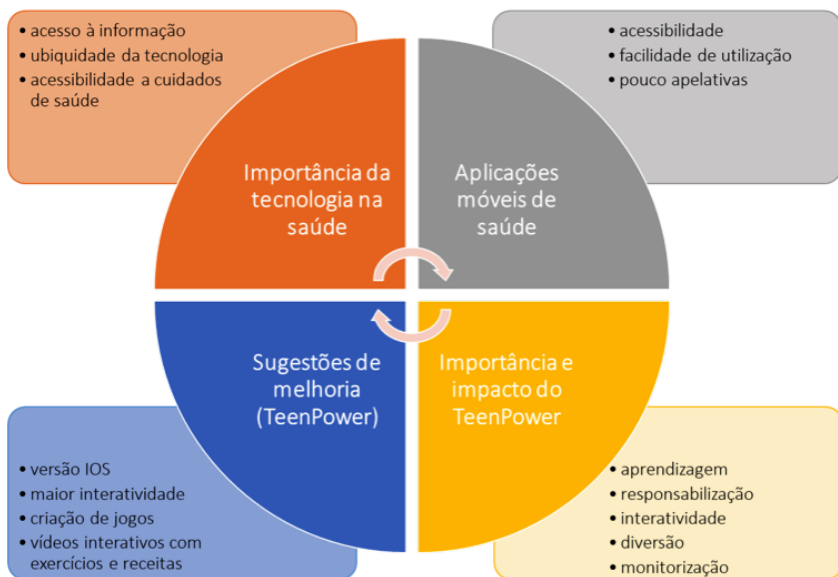 • acesso à informação
• ubiquidade da tecnologia
• acessibilidade a cuidados
de saúde
• acessibilidade
• facilidade de utilização
• pouco apelativas
Importância da
tecnologia na
saúde
Aplicações
móveis de
saúde
Sugestões de
melhoria
(TeenPower)
Importância e
impacto do
TeenPower
• versão IOS
• maior interatividade
• criação de jogos
• vídeos interativos com
exercícios e receitas
• aprendizagem
• responsabilização
• interatividade
• diversão
• monitorização